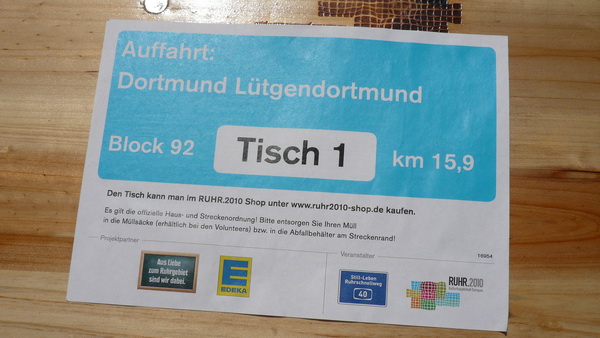 Auffahrt:
Dortmund Lütgendortmund
Block 92
Tisch 1
km 15,9
Den Tisch kann man im RUHR.2010 Shop unter www.ruhr2010-shop.de kaufen.
Es gilt die offizielle Haus- und Streckenordnung! Bitte entsorgen Sie Ihren Müll
in die Müllsäcke (erhältlich bei den Volunteers) bzw. in die Abfallbehälter am Streckenrand!
Projektpartner
Veranstalter
16954
Aus Liebe
zum Ruhrgebiet
sind wir dabei.
E
EDEKA
Still-Leben
Ruhrschnellweg
40
RUHR.2010
Kulturhauptstadt Europas